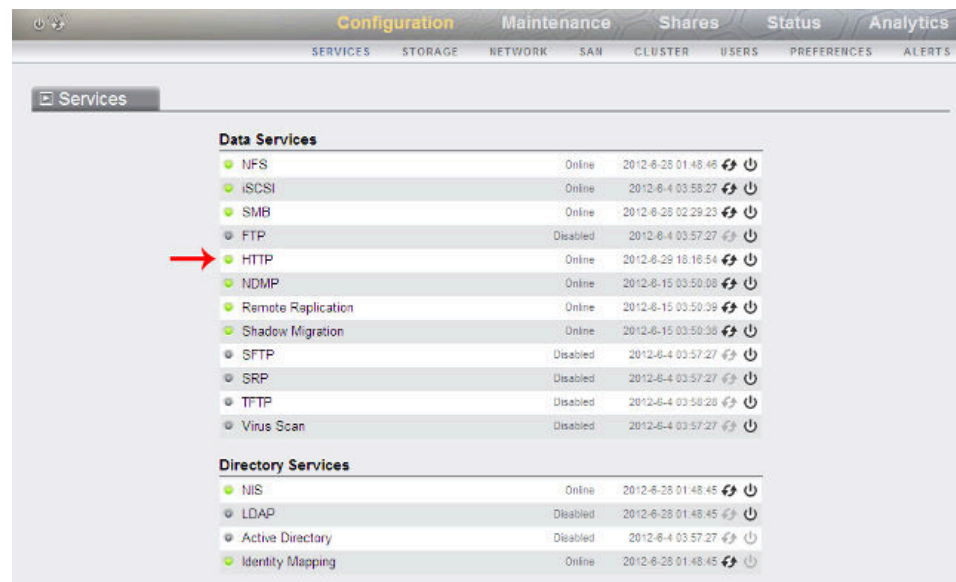 Configuration Maintenance Shares Status Analytics
SERVICES STORAGE NETWORK SAN CLUSTER USERS PREFERENCES ALERTS
Services
Data Services
NFS Online 2012-6-28 01:48:46
iSCSI Online 2012-6-4 03:58:27
SMB Online 2012-6-28 02:29:23
FTP Disabled 2012-6-4 03:57:27
HTTP Online 2012-6-29 18:16:54
NDMP Online 2012-6-15 03:50:08
Remote Replication Online 2012-6-15 03:50:39
Shadow Migration Online 2012-6-15 03:50:38
SFTP Disabled 2012-6-4 03:57:27
SRP Disabled 2012-6-4 03:57:27
TFTP Disabled 2012-6-4 03:58:28
Virus Scan Disabled 2012-6-4 03:57:27
Directory Services
NIS Online 2012-6-28 01:48:45
LDAP Disabled 2012-6-28 01:48:45
Active Directory Disabled 2012-6-4 03:57:27
Identity Mapping Online 2012-6-28 01:48:45